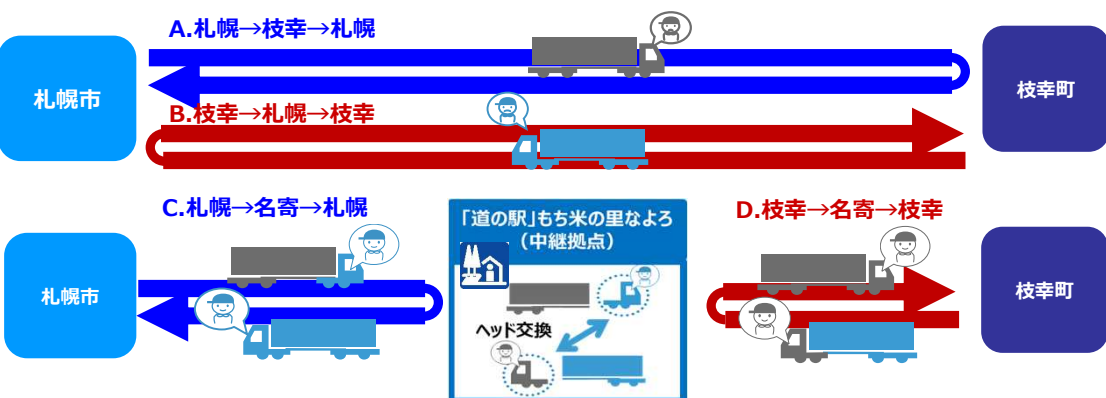 A.札幌→枝幸→札幌
札幌市
枝幸町
B.枝幸→札幌→枝幸
C.札幌→名寄→札幌
「道の駅」もち米の里なよろ
(中継拠点)
D.枝幸→名寄→枝幸
札幌市
枝幸町
ヘッド交換